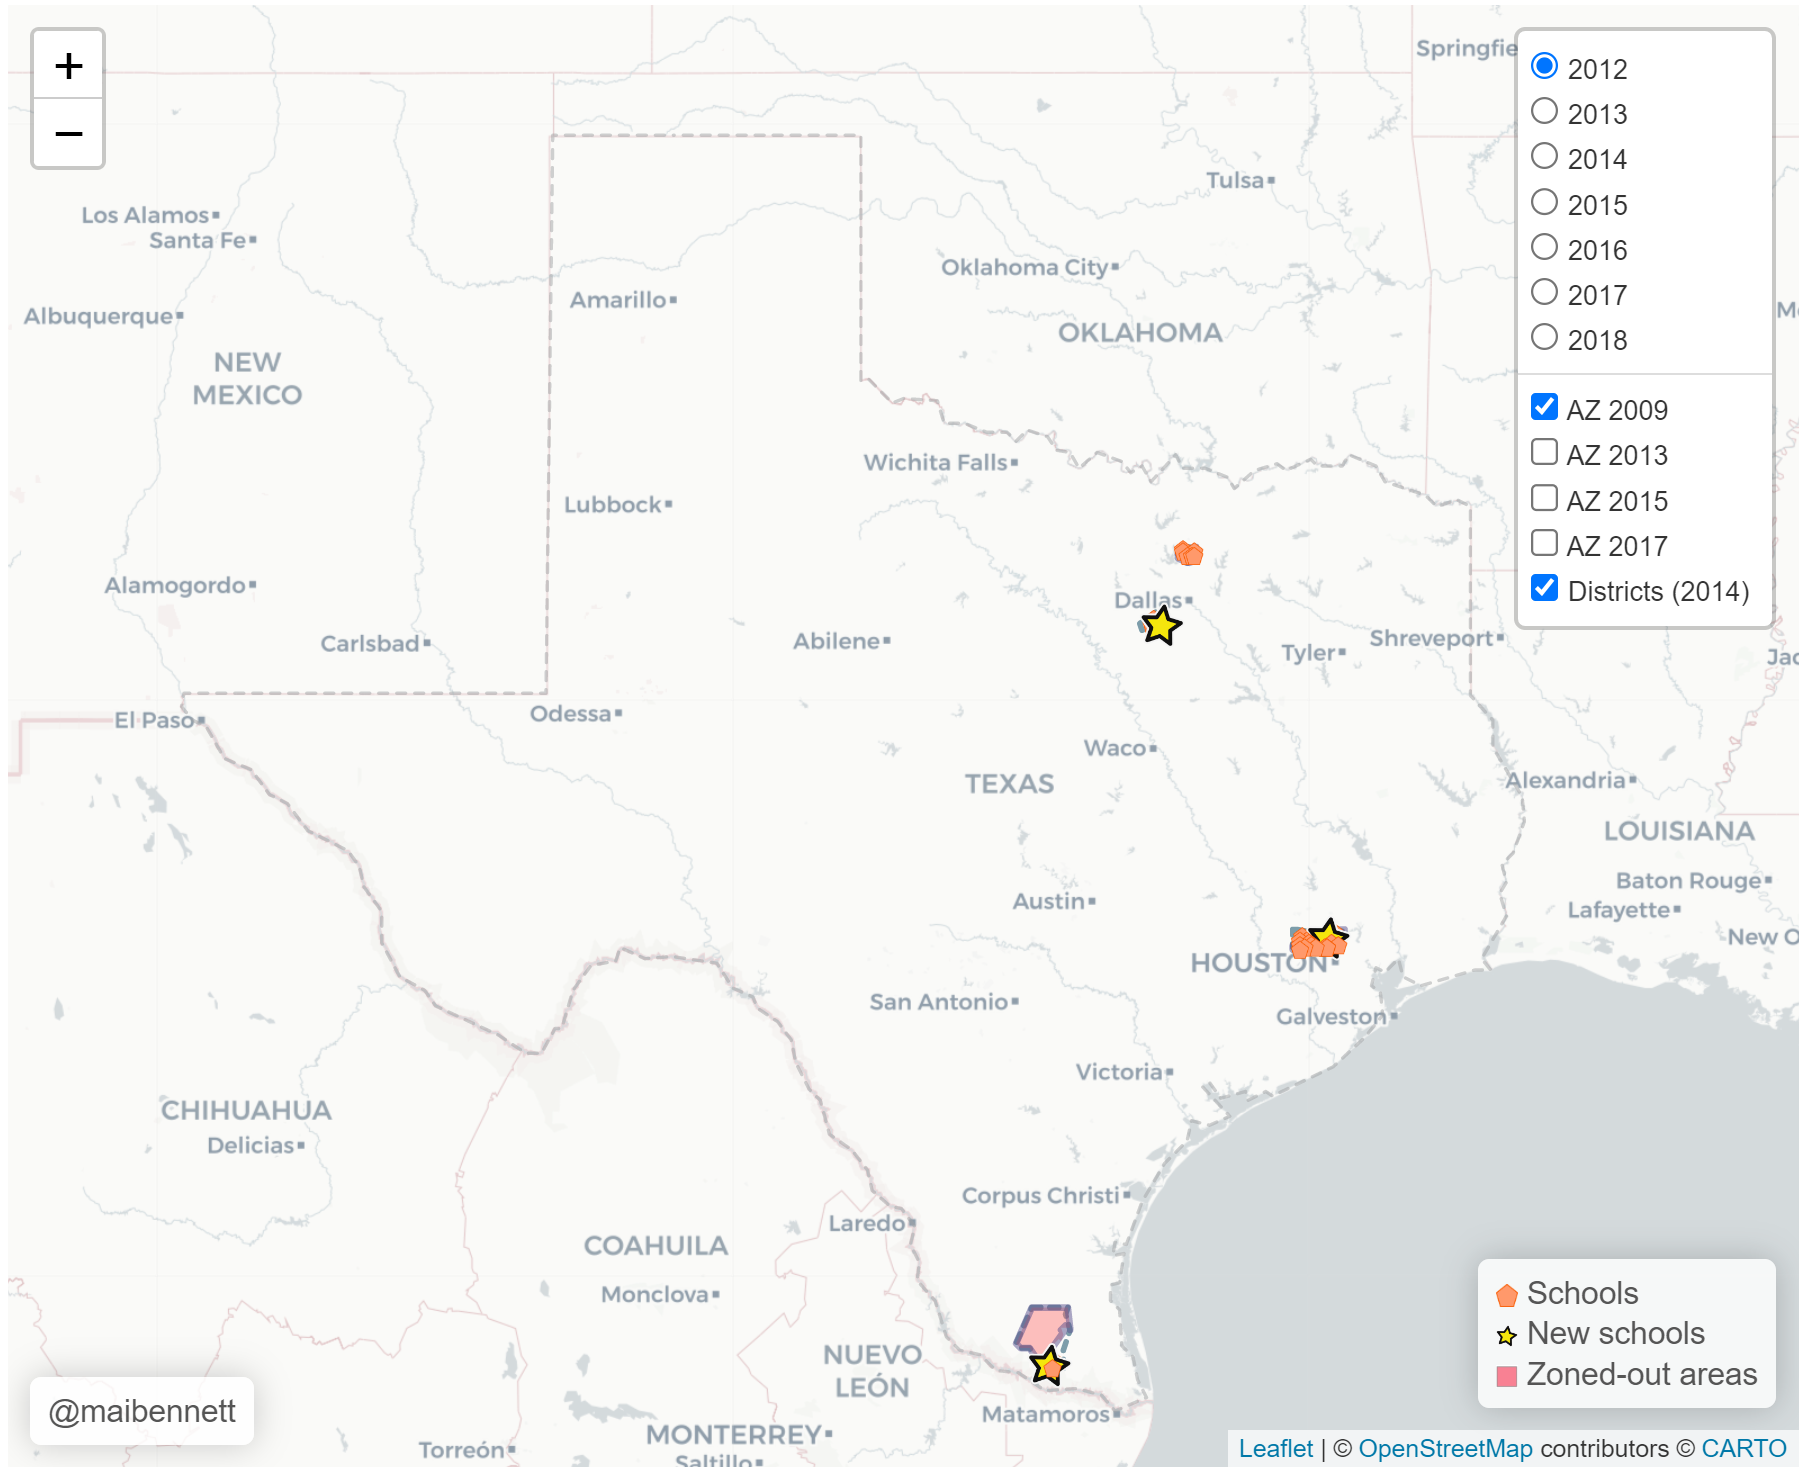 +
−
2012
2013
2014
2015
2016
2017
2018
AZ 2009
AZ 2013
AZ 2015
AZ 2017
Districts (2014)
Springfie
Tulsa
Los Alamos
Santa Fe
Oklahoma City
Amarillo
Albuquerque
OKLAHOMA
NEW
MEXICO
Wichita Falls
Lubbock
Alamogordo
Dallas
Carlsbad
Abilene
Tyler
Shreveport
Jac
El Paso
Odessa
Waco
TEXAS
Alexandria
LOUISIANA
Baton Rouge
Austin
Lafayette
New O
HOUSTON
San Antonio
Galveston
Victoria
CHIHUAHUA
Delicias
Corpus Christi
Laredo
COAHUILA
Monclova
NUEVO
LEÓN
Matamoros
MONTERREY
Torreón
Saltillo
Schools
New schools
Zoned-out areas
@maibennett
Leaflet | © OpenStreetMap contributors © CARTO